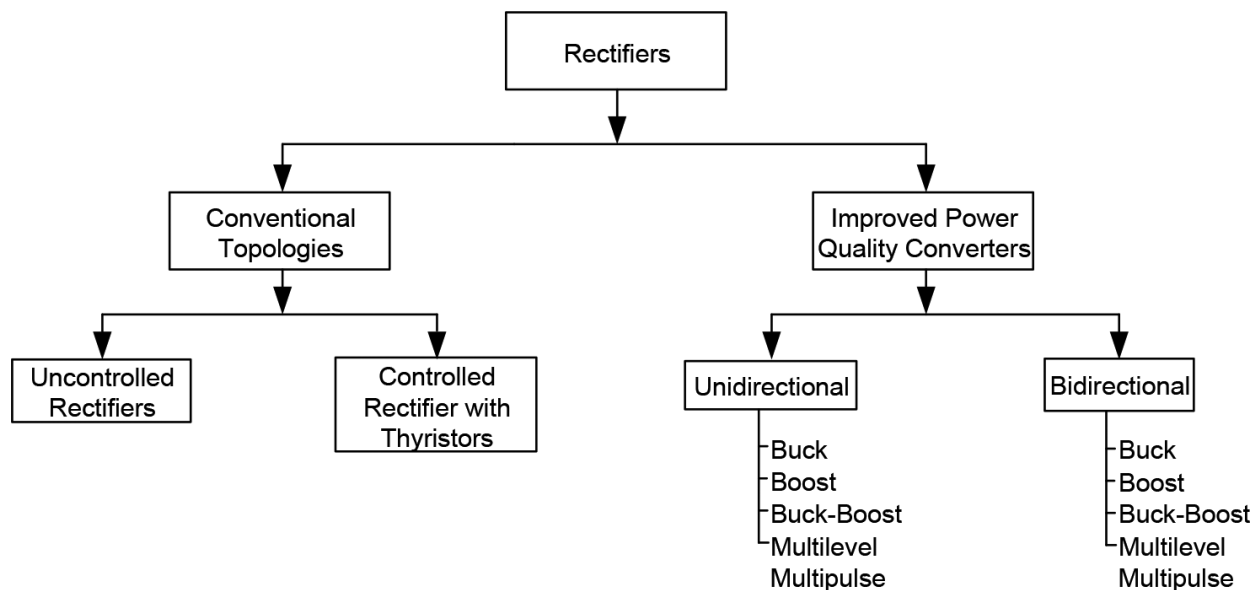 Rectifiers
Conventional
Topologies
Improved Power
Quality Converters
Uncontrolled
Rectifiers
Controlled
Rectifier with
Thyristors
Unidirectional
Buck
Boost
Buck-Boost
Multilevel
Multipulse
Bidirectional
Buck
Boost
Buck-Boost
Multilevel
Multipulse